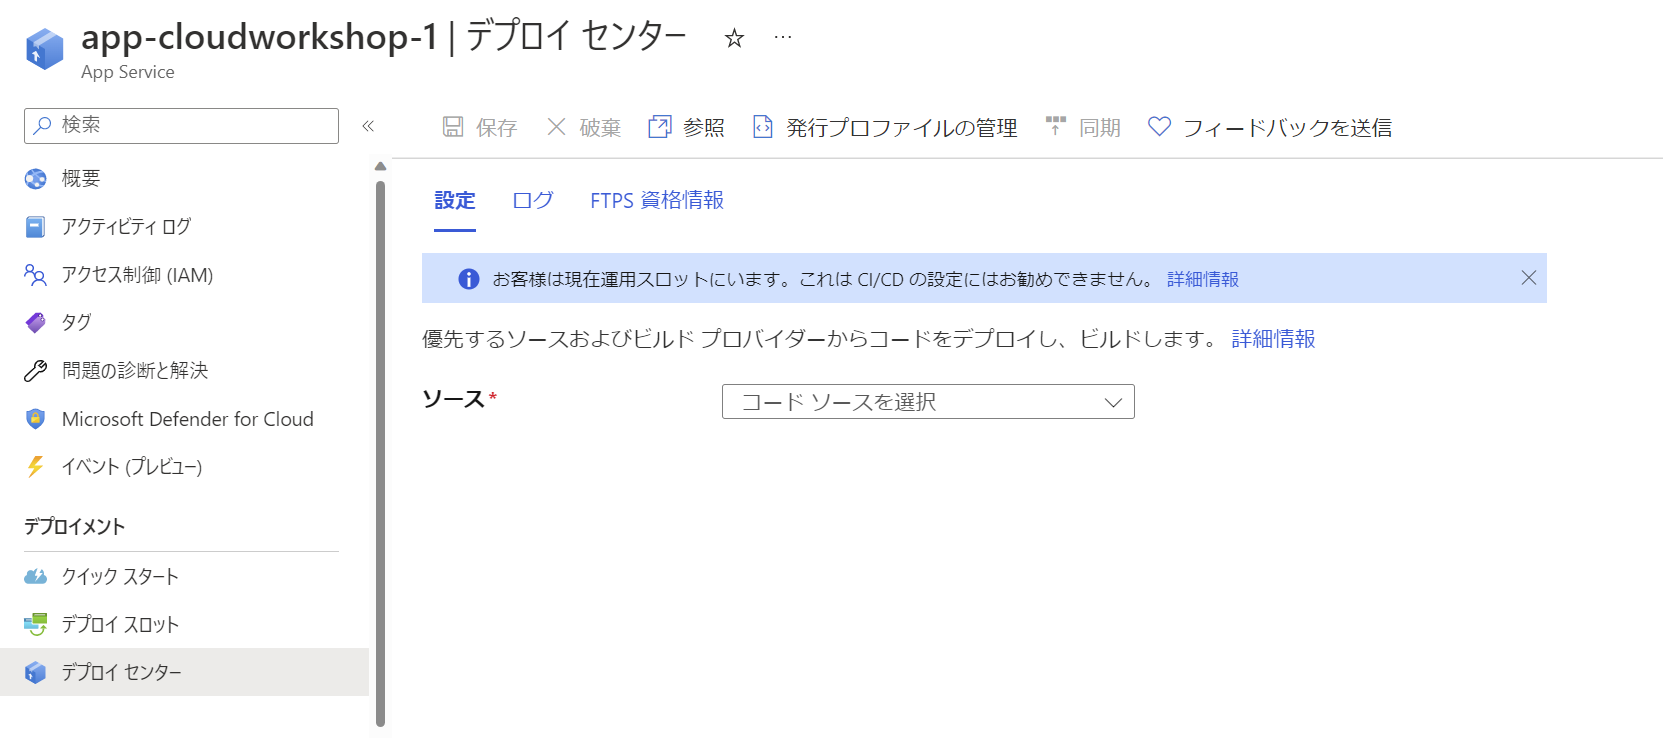 app-cloudworkshop-1 | デプロイ センター
App Service
検索
保存
破棄
参照
発行プロファイルの管理
同期
フィードバックを送信
概要
アクティビティ ログ
アクセス制御 (IAM)
タグ
問題の診断と解決
Microsoft Defender for Cloud
イベント (プレビュー)
デプロイメント
クイック スタート
デプロイ スロット
デプロイ センター
設定
ログ
FTPS 資格情報
お客様は現在運用スロットにいます。これは CI/CD の設定にはお勧めできません。 詳細情報
優先するソースおよびビルド プロバイダーからコードをデプロイし、ビルドします。 詳細情報
ソース*
コード ソースを選択